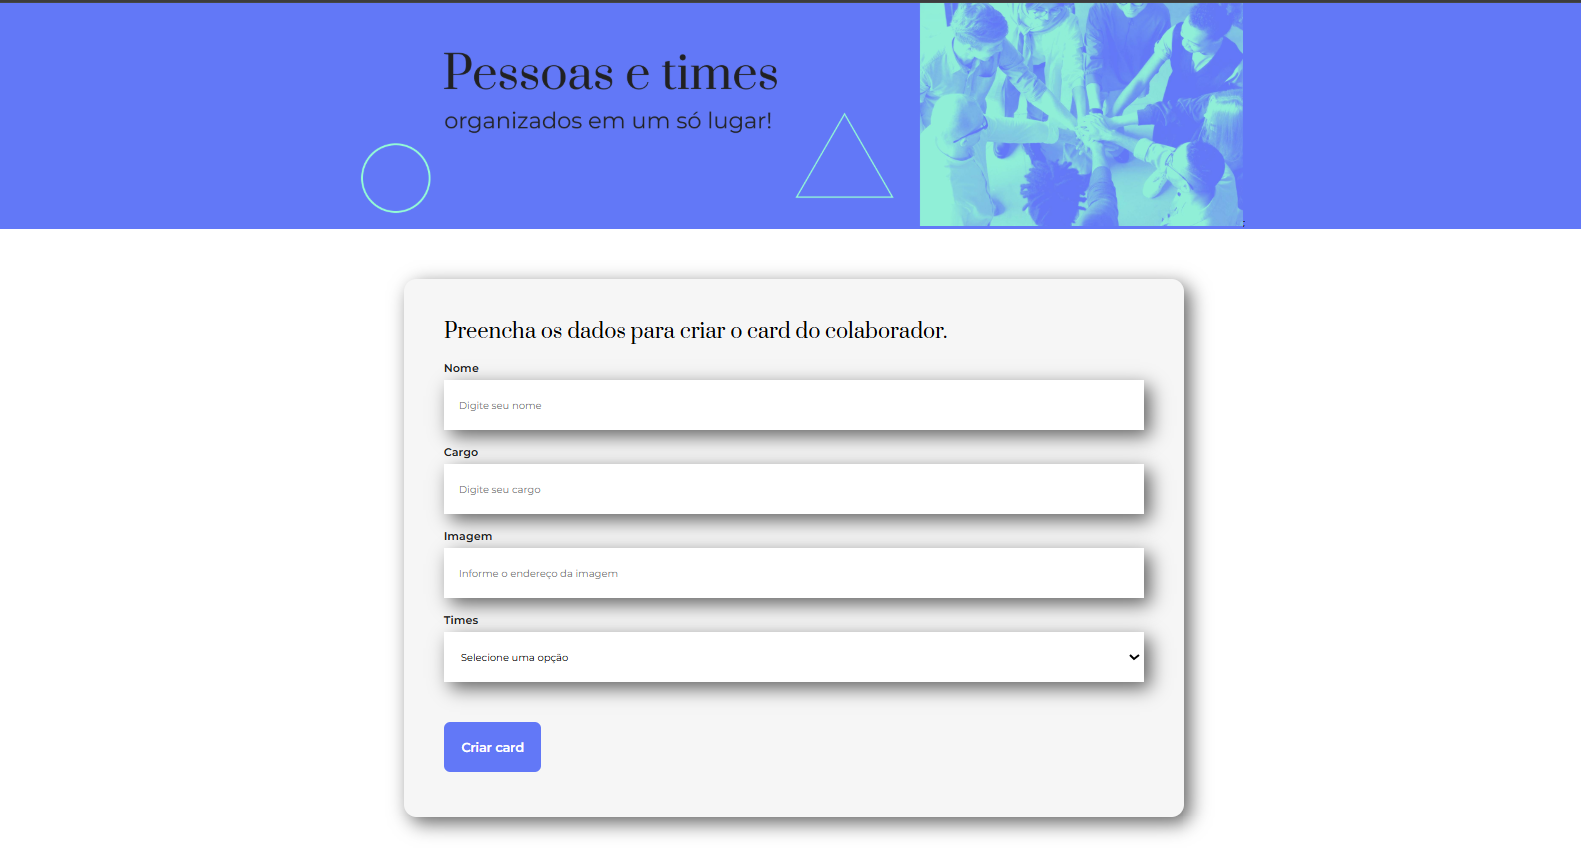 Pessoas e times
organizados em um só lugar!
Preencha os dados para criar o card do colaborador.
Nome
Digite seu nome
Cargo
Digite seu cargo
Imagem
Informe o endereço da imagem
Times
Selecione uma opção
Criar card